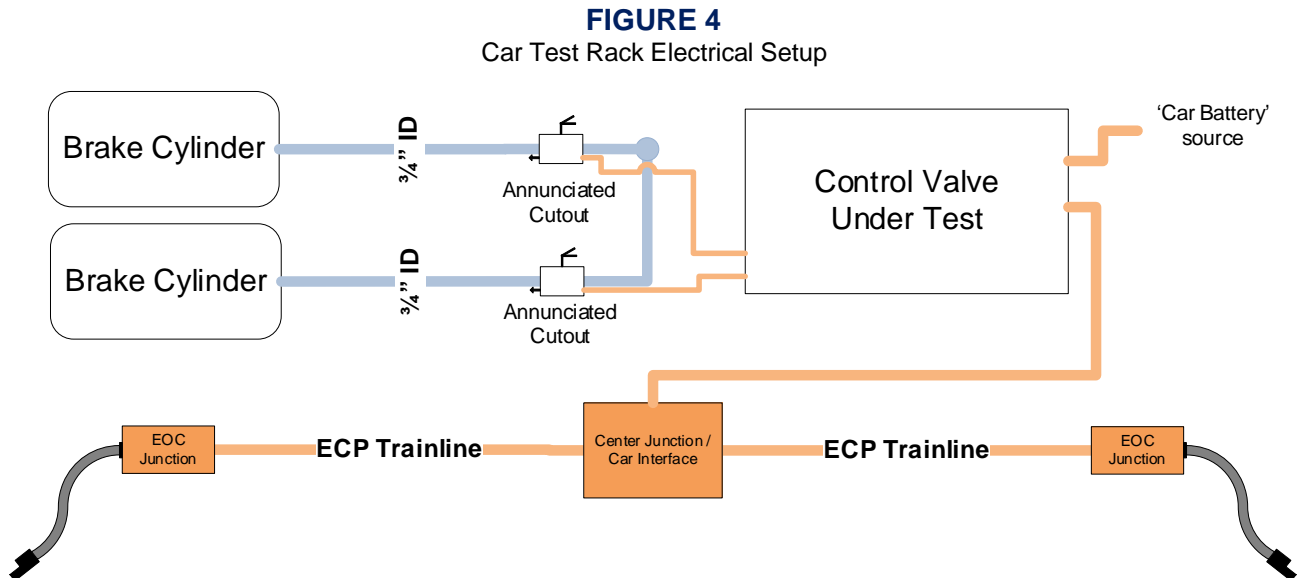 FIGURE 4
Car Test Rack Electrical Setup
Brake Cylinder
¾” ID
Annunciated
Cutout
Control Valve
Under Test
‘Car Battery’
source
Brake Cylinder
¾” ID
Annunciated
Cutout
EOC
Junction
ECP Trainline
Center Junction /
Car Interface
ECP Trainline
EOC
Junction